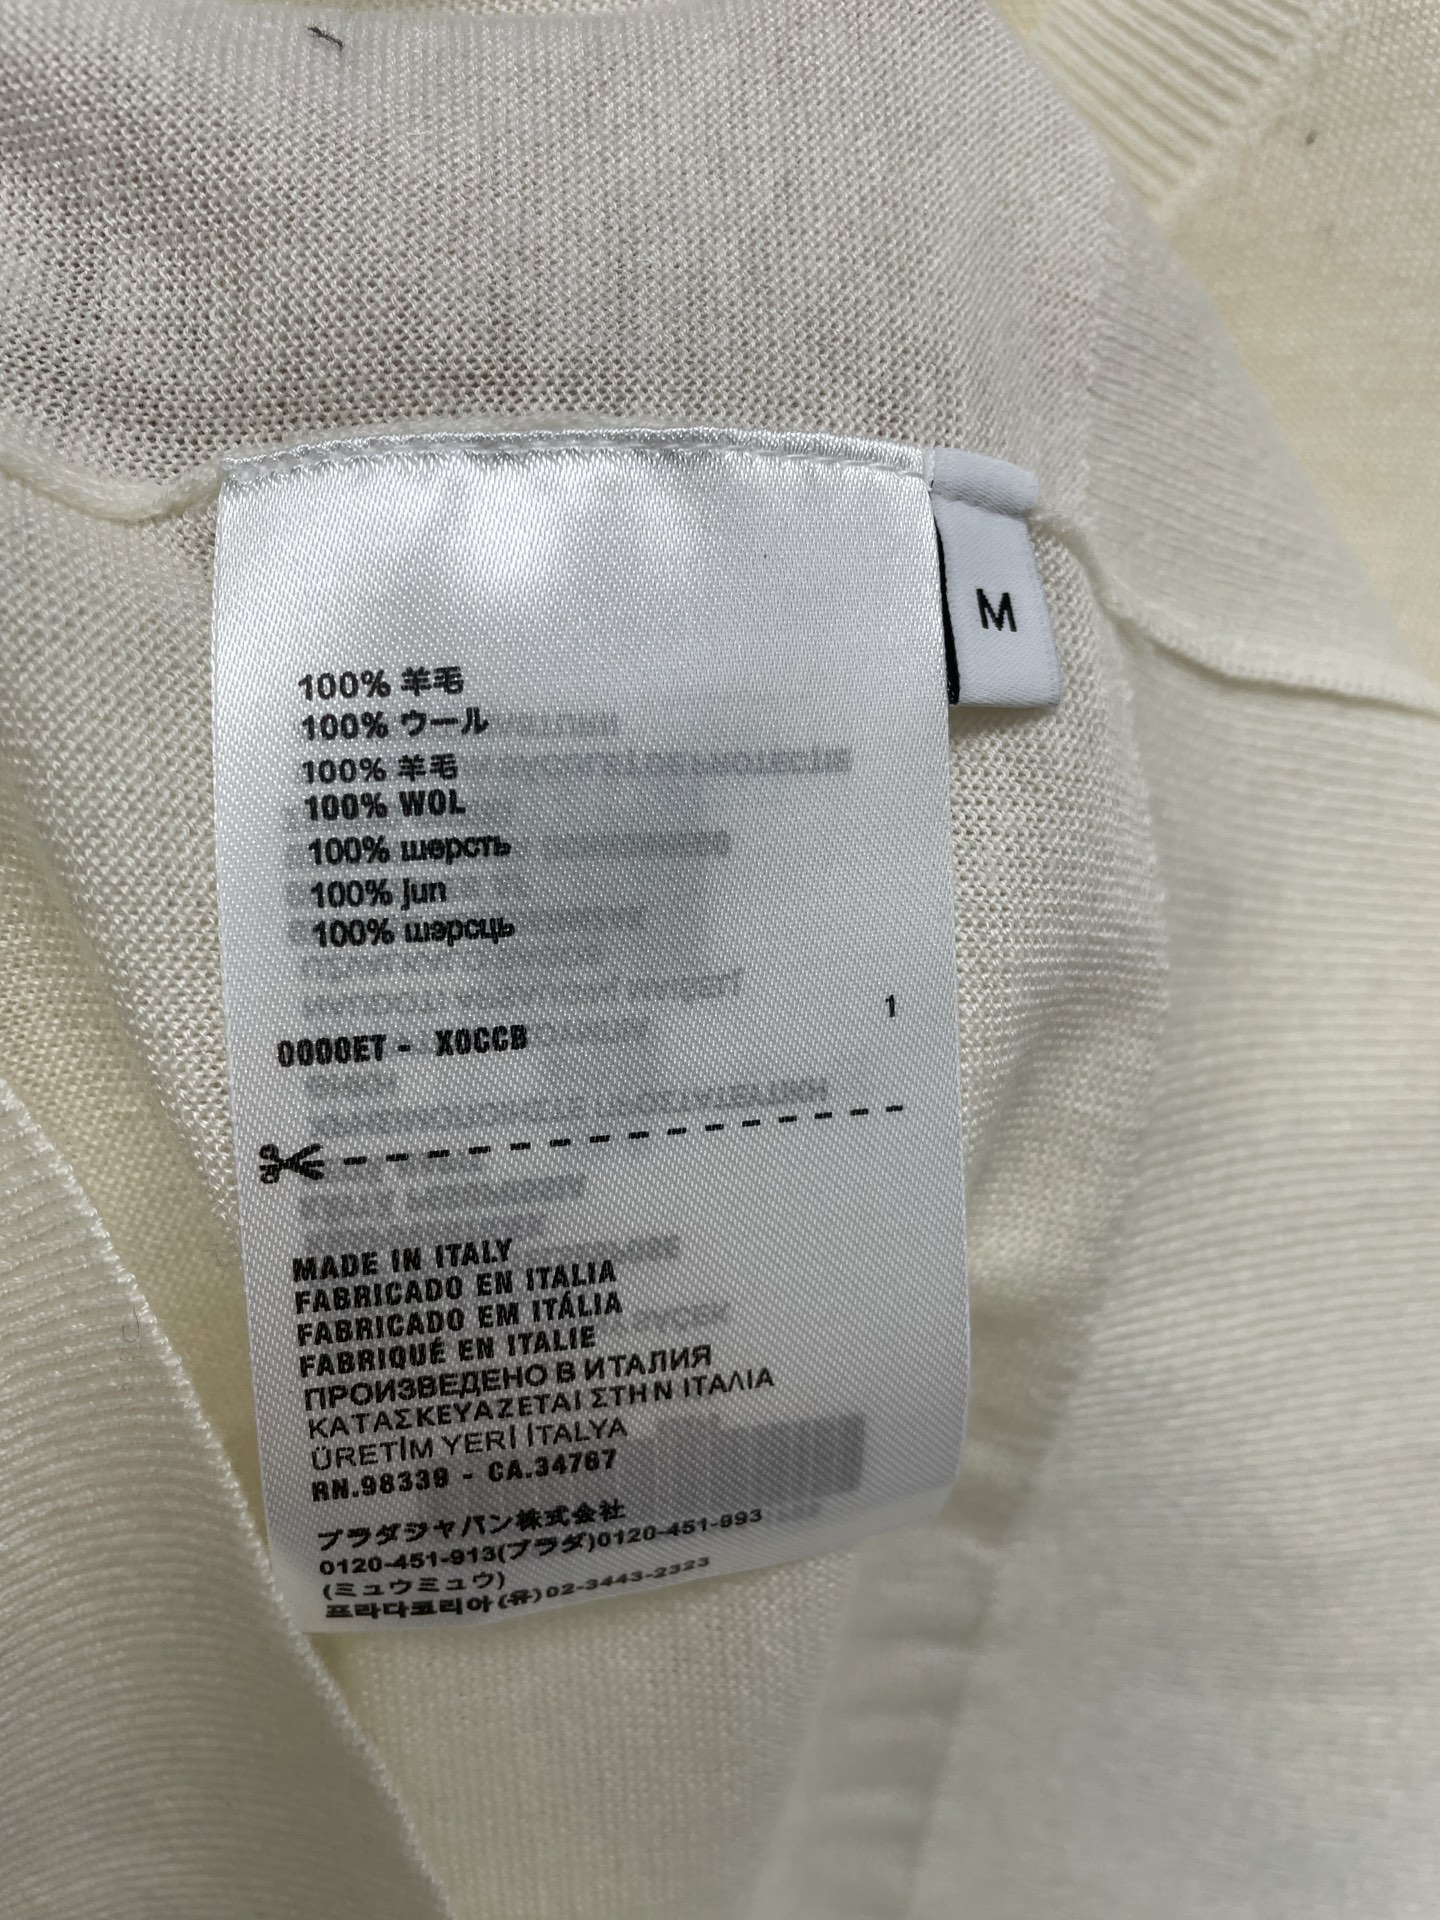 M
100% 羊毛
100% ウール
100% 羊毛
100% WOL
100% шерсть
100% jun
100% шэрсць
1
0000ET - X0CCB
MADE IN ITALY
FABRICADO EN ITALIA
FABRICADO EM ITÁLIA
FABRIQUÉ EN ITALIE
ПРОИЗВЕДЕНО В ИТАЛИЯ
ΚΑΤΑΣΚΕΥΑΖΕΤΑΙ ΣΤΗΝ ΙΤΑΛΙΑ
ÜRETİM YERİ İTALYA
RN.98339 - CA.34767
プラダジャパン株式会社
0120-451-913(プラダ)0120-451-993
(ミュウミュウ)
프라다코리아(유)02-3443-2323